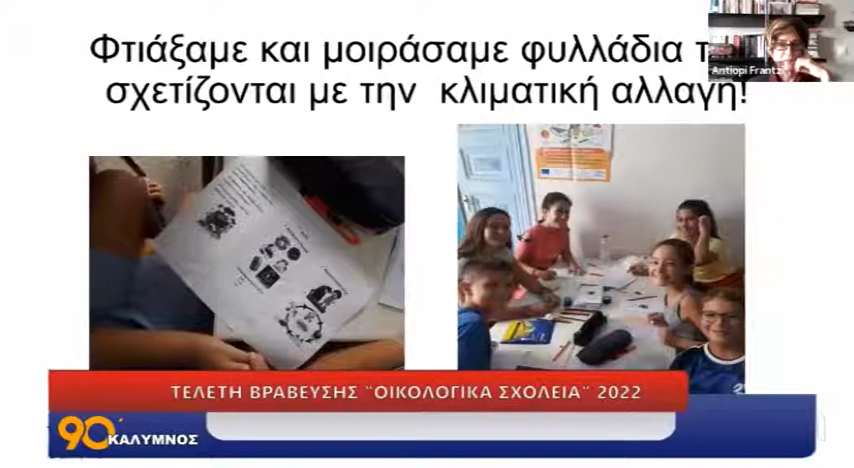 Φτιάξαμε και μοιράσαμε φυλλάδια
σχετίζονται με την κλιματική αλλαγή!
Antiopi Frantz
ΤΕΛΕΤΗ ΒΡΑΒΕΥΣΗΣ "ΟΙΚΟΛΟΓΙΚΑ ΣΧΟΛΕΙΑ" 2022
90΄ ΚΑΛΥΜΝΟΣ